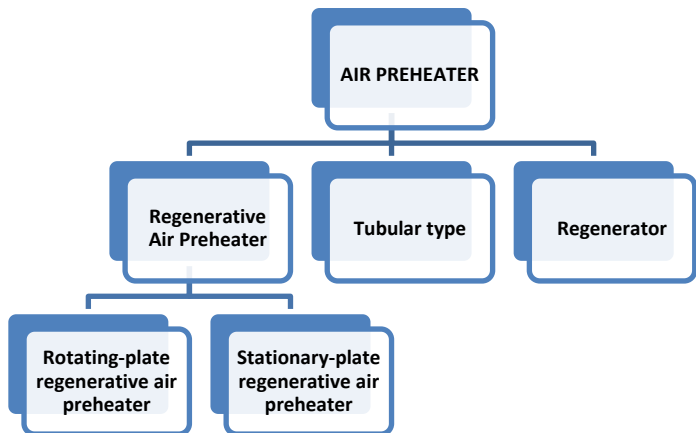 AIR PREHEATER
Regenerative
Air Preheater
Tubular type
Regenerator
Rotating-plate
regenerative air
preheater
Stationary-plate
regenerative air
preheater